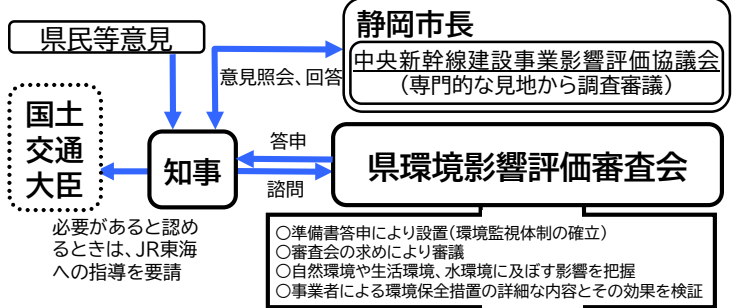 県民等意見
静岡市長
中央新幹線建設事業影響評価協議会
(専門的な見地から調査審議)
意見照会、回答
国土
交通
大臣
知事
答申
諮問
県環境影響評価審査会
必要があると認め
るときは、JR東海
への指導を要請
○準備書答申により設置(環境監視体制の確立)
○審査会の求めにより審議
○自然環境や生活環境、水環境に及ぼす影響を把握
○事業者による環境保全措置の詳細な内容とその効果を検証